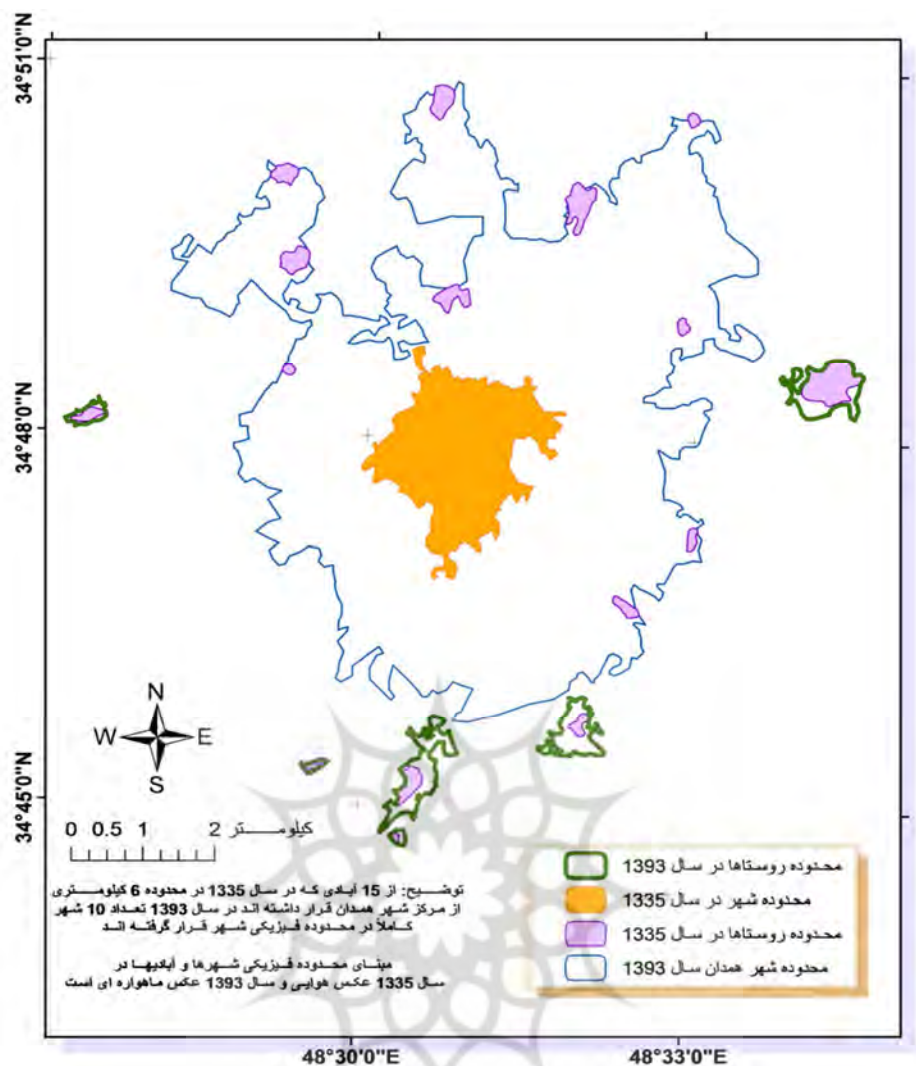 34°51'0"N
34°48'0"N
34°45'0"N
N
W E
S
0 0.5 1 2 کیلومتر
توضیح: از 15 آبادی که در سال 1335 در محدوده 6 کیلومتری
از مرکز شهر همدان قرار داشته اند در سال 1393 تعداد 10 شهر
کاملاً در محدوده فیزیکی شهر قرار گرفته اند
مبنای محدوده فیزیکی شهرها و آبادیها در
سال 1335 عکس هوایی و سال 1393 عکس ماهواره ای است
محدوده روستاها در سال 1393
محدوده شهر در سال 1335
محدوده روستاها در سال 1335
محدوده شهر همدان سال 1393
48°30'0"E
48°33'0"E